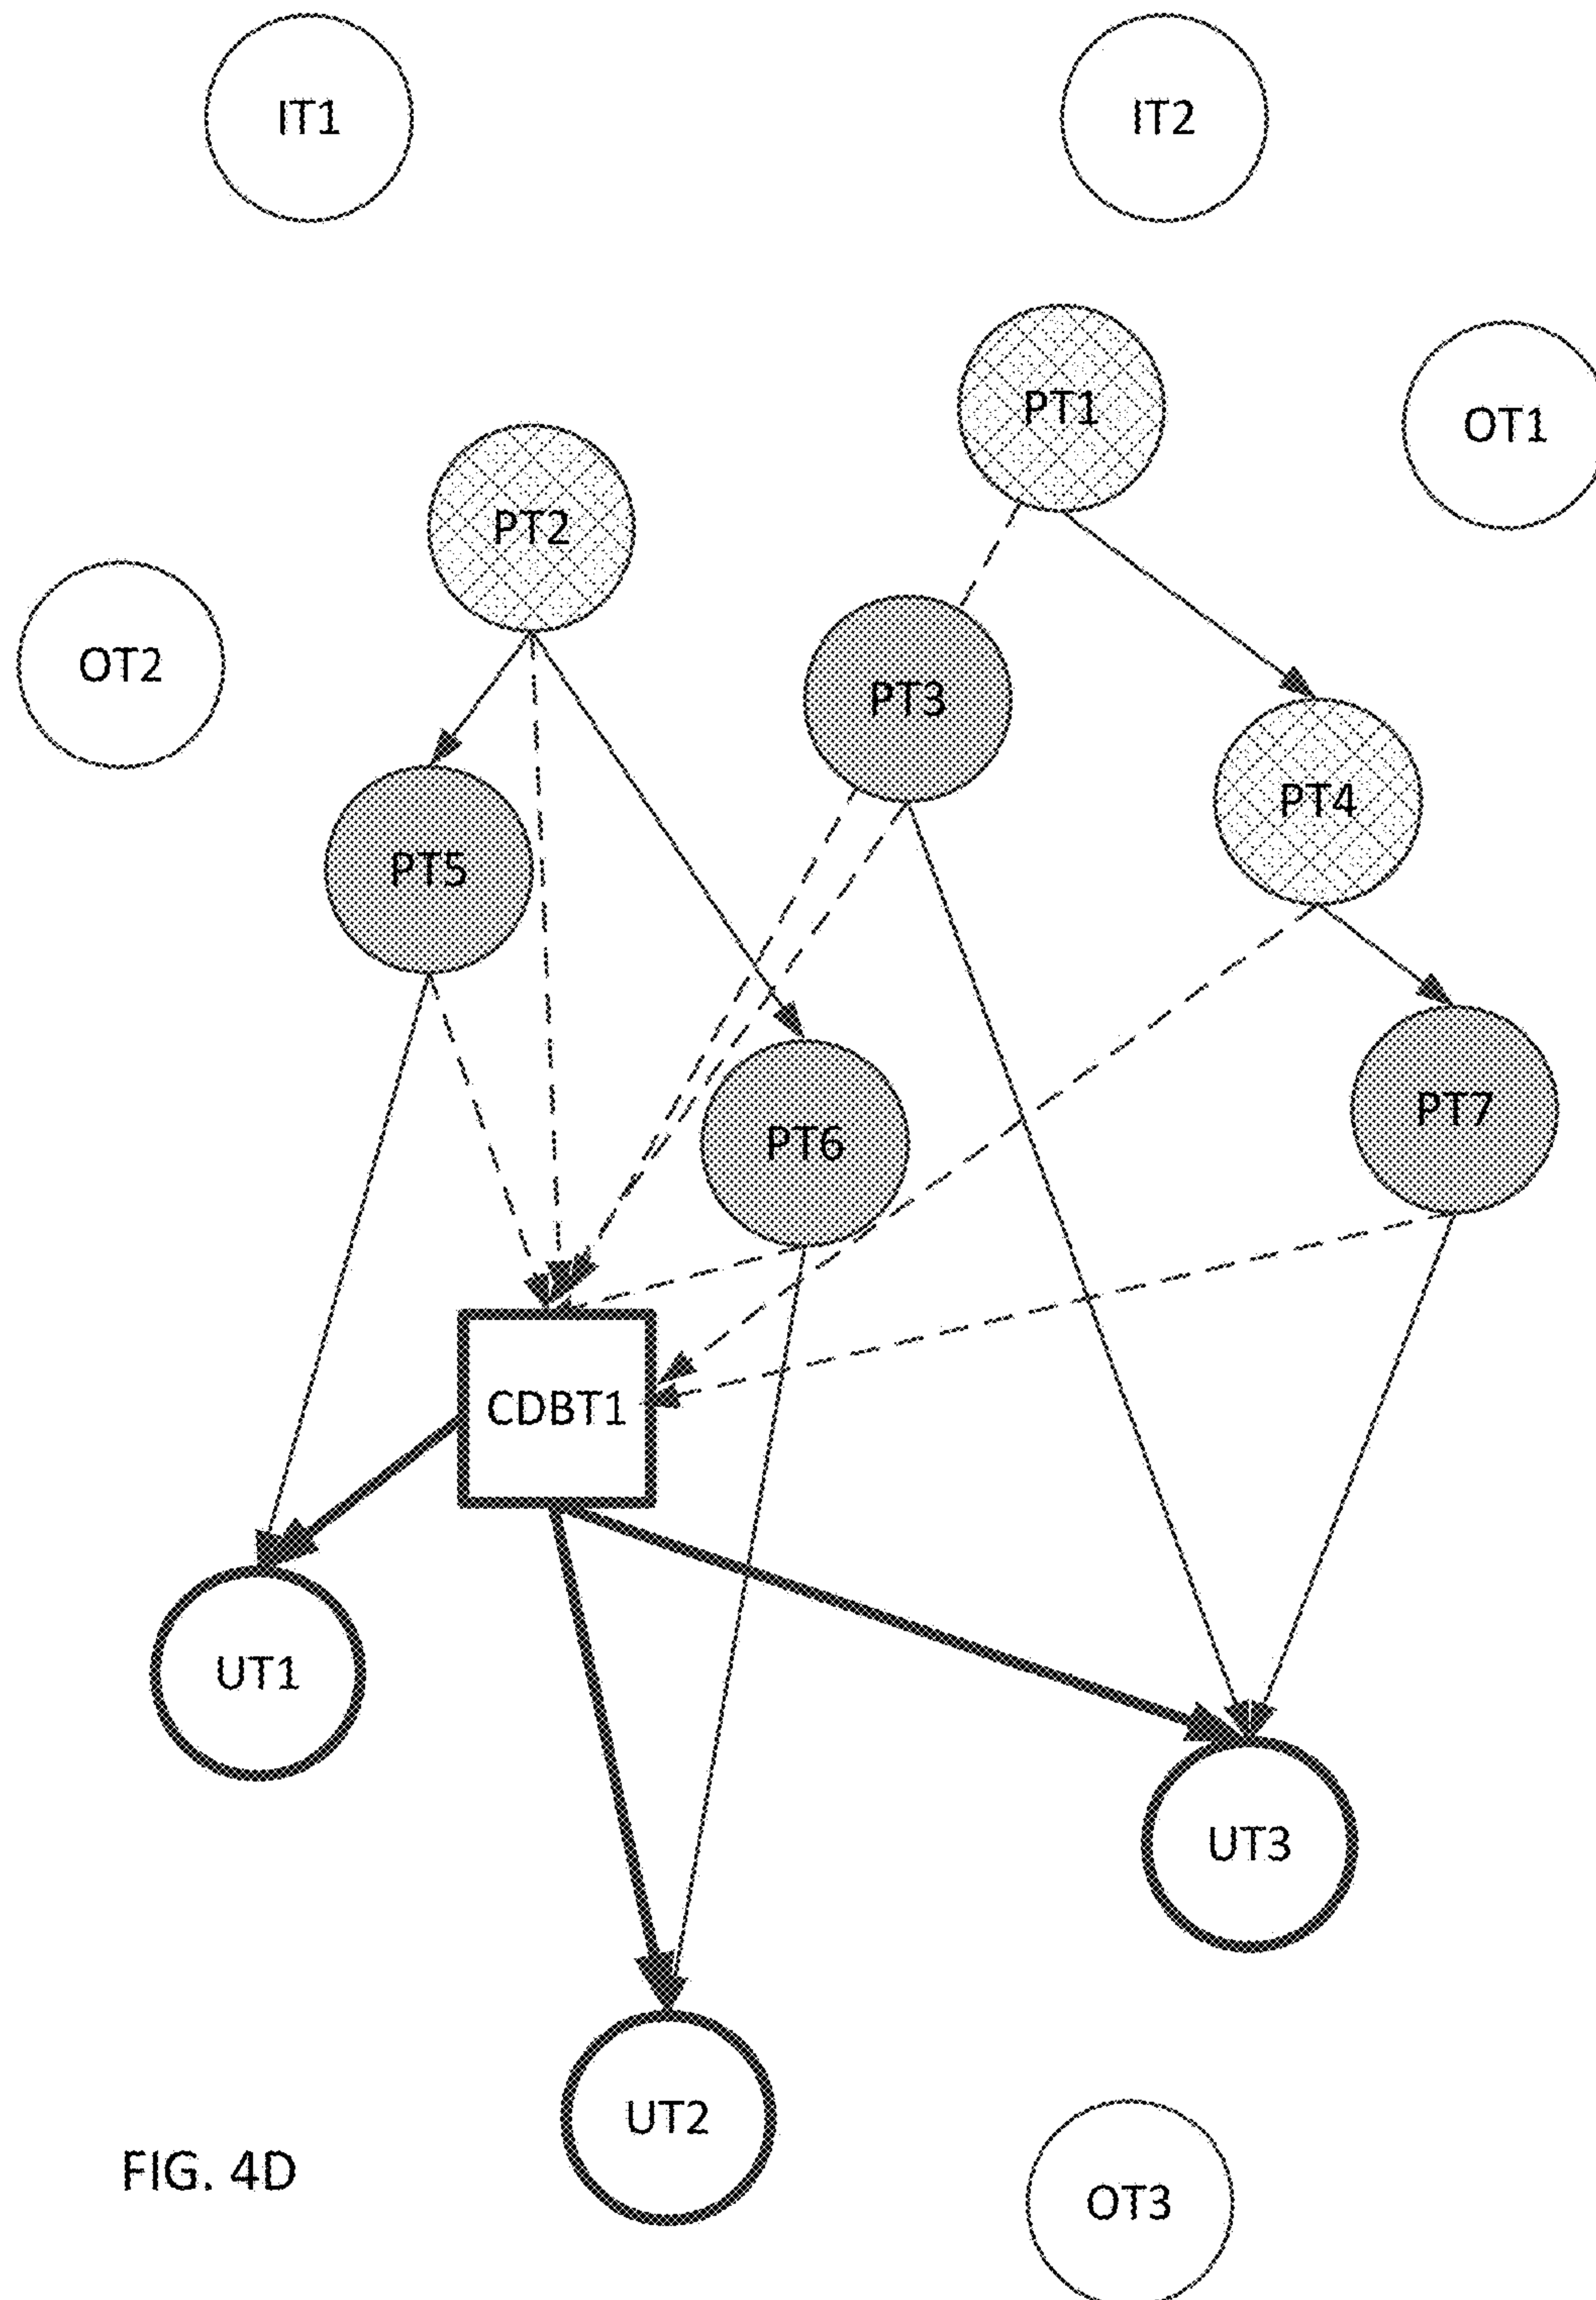 IT1
IT2
PT1
OT1
PT2
OT2
PT3
PT4
PT5
PT7
PT6
CDBT1
UT1
UT3
UT2
FIG. 4D
OT3